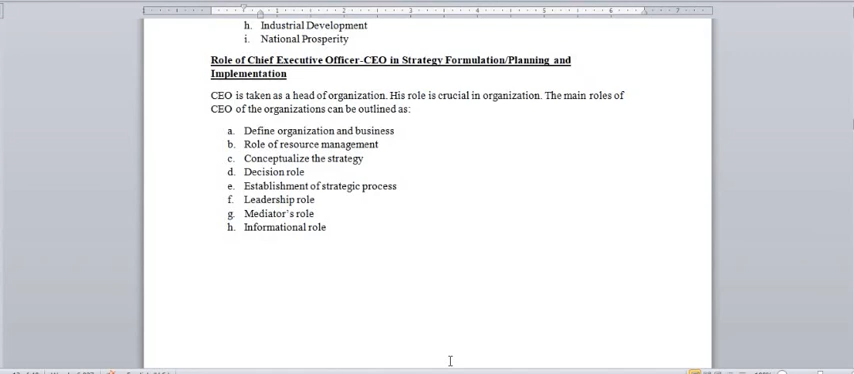 h. Industrial Development
i. National Prosperity
Role of Chief Executive Officer-CEO in Strategy Formulation/Planning and
Implementation
CEO is taken as a head of organization. His role is crucial in organization. The main roles of
CEO of the organizations can be outlined as:
a. Define organization and business
b. Role of resource management
c. Conceptualize the strategy
d. Decision role
e. Establishment of strategic process
f. Leadership role
g. Mediator's role
h. Informational role